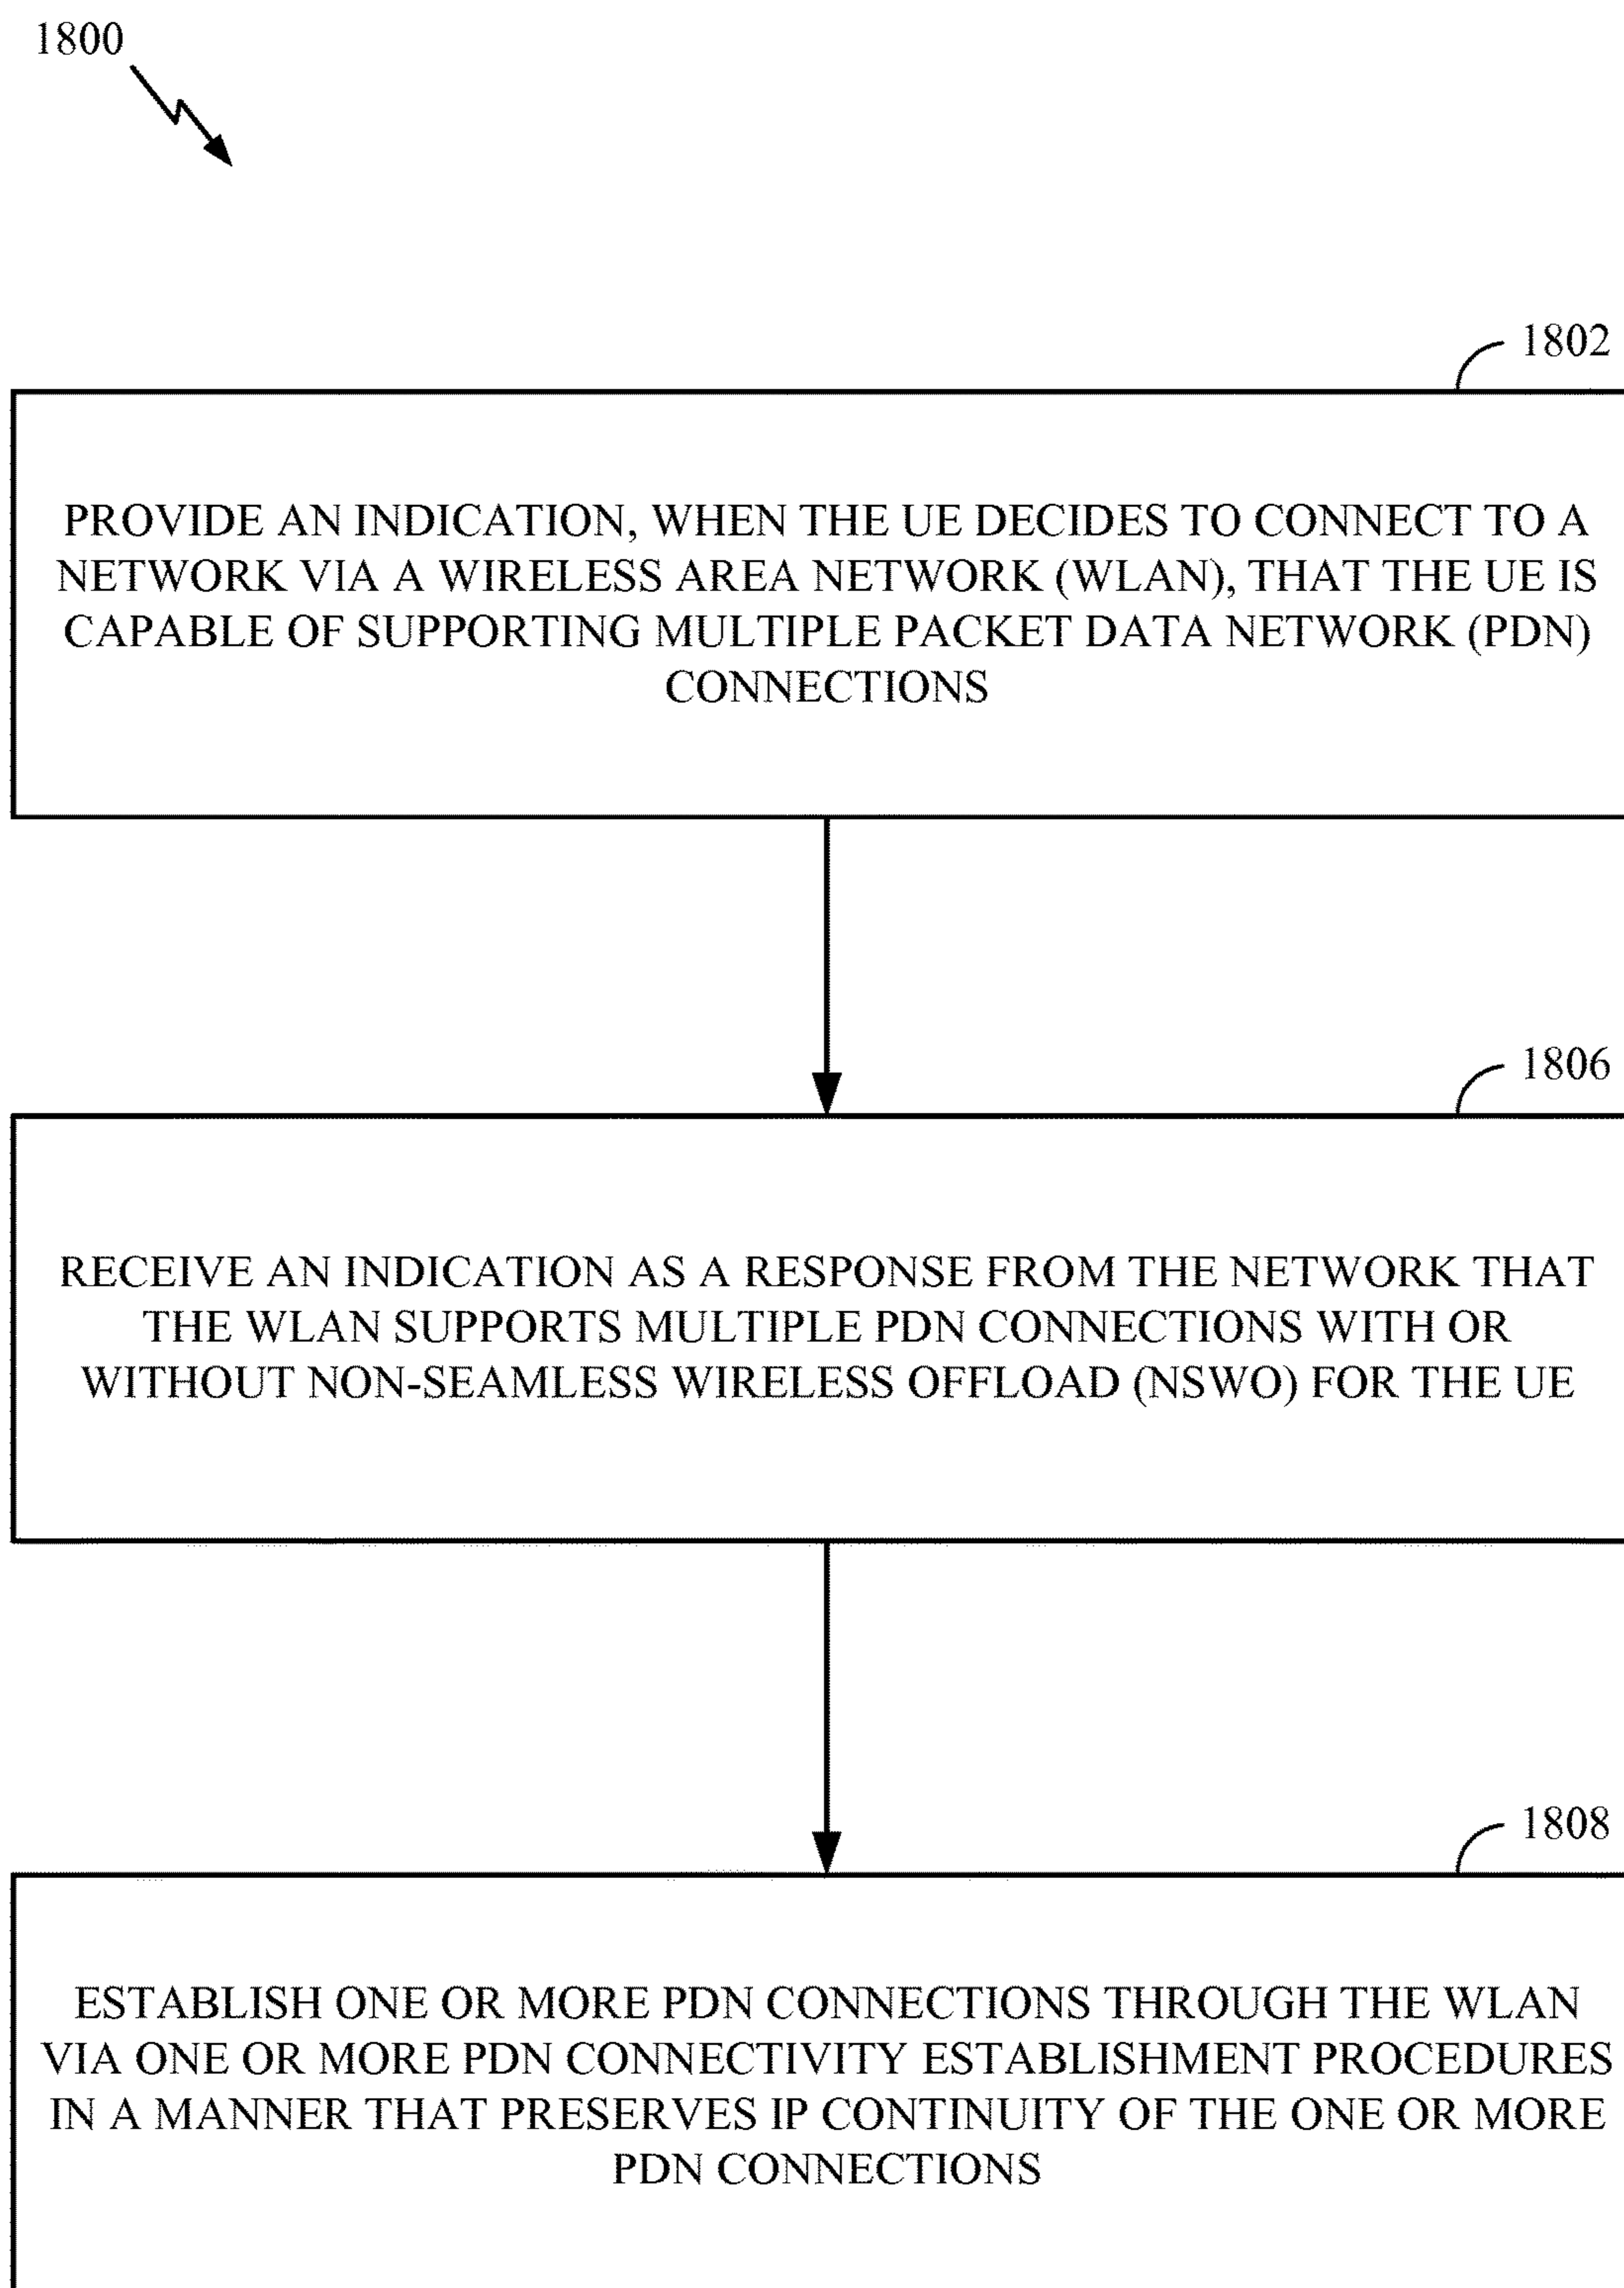 1800
1802
PROVIDE AN INDICATION, WHEN THE UE DECIDES TO CONNECT TO A
NETWORK VIA A WIRELESS AREA NETWORK (WLAN), THAT THE UE IS
CAPABLE OF SUPPORTING MULTIPLE PACKET DATA NETWORK (PDN)
CONNECTIONS
1806
RECEIVE AN INDICATION AS A RESPONSE FROM THE NETWORK THAT
THE WLAN SUPPORTS MULTIPLE PDN CONNECTIONS WITH OR
WITHOUT NON-SEAMLESS WIRELESS OFFLOAD (NSWO) FOR THE UE
1808
ESTABLISH ONE OR MORE PDN CONNECTIONS THROUGH THE WLAN
VIA ONE OR MORE PDN CONNECTIVITY ESTABLISHMENT PROCEDURES
IN A MANNER THAT PRESERVES IP CONTINUITY OF THE ONE OR MORE
PDN CONNECTIONS